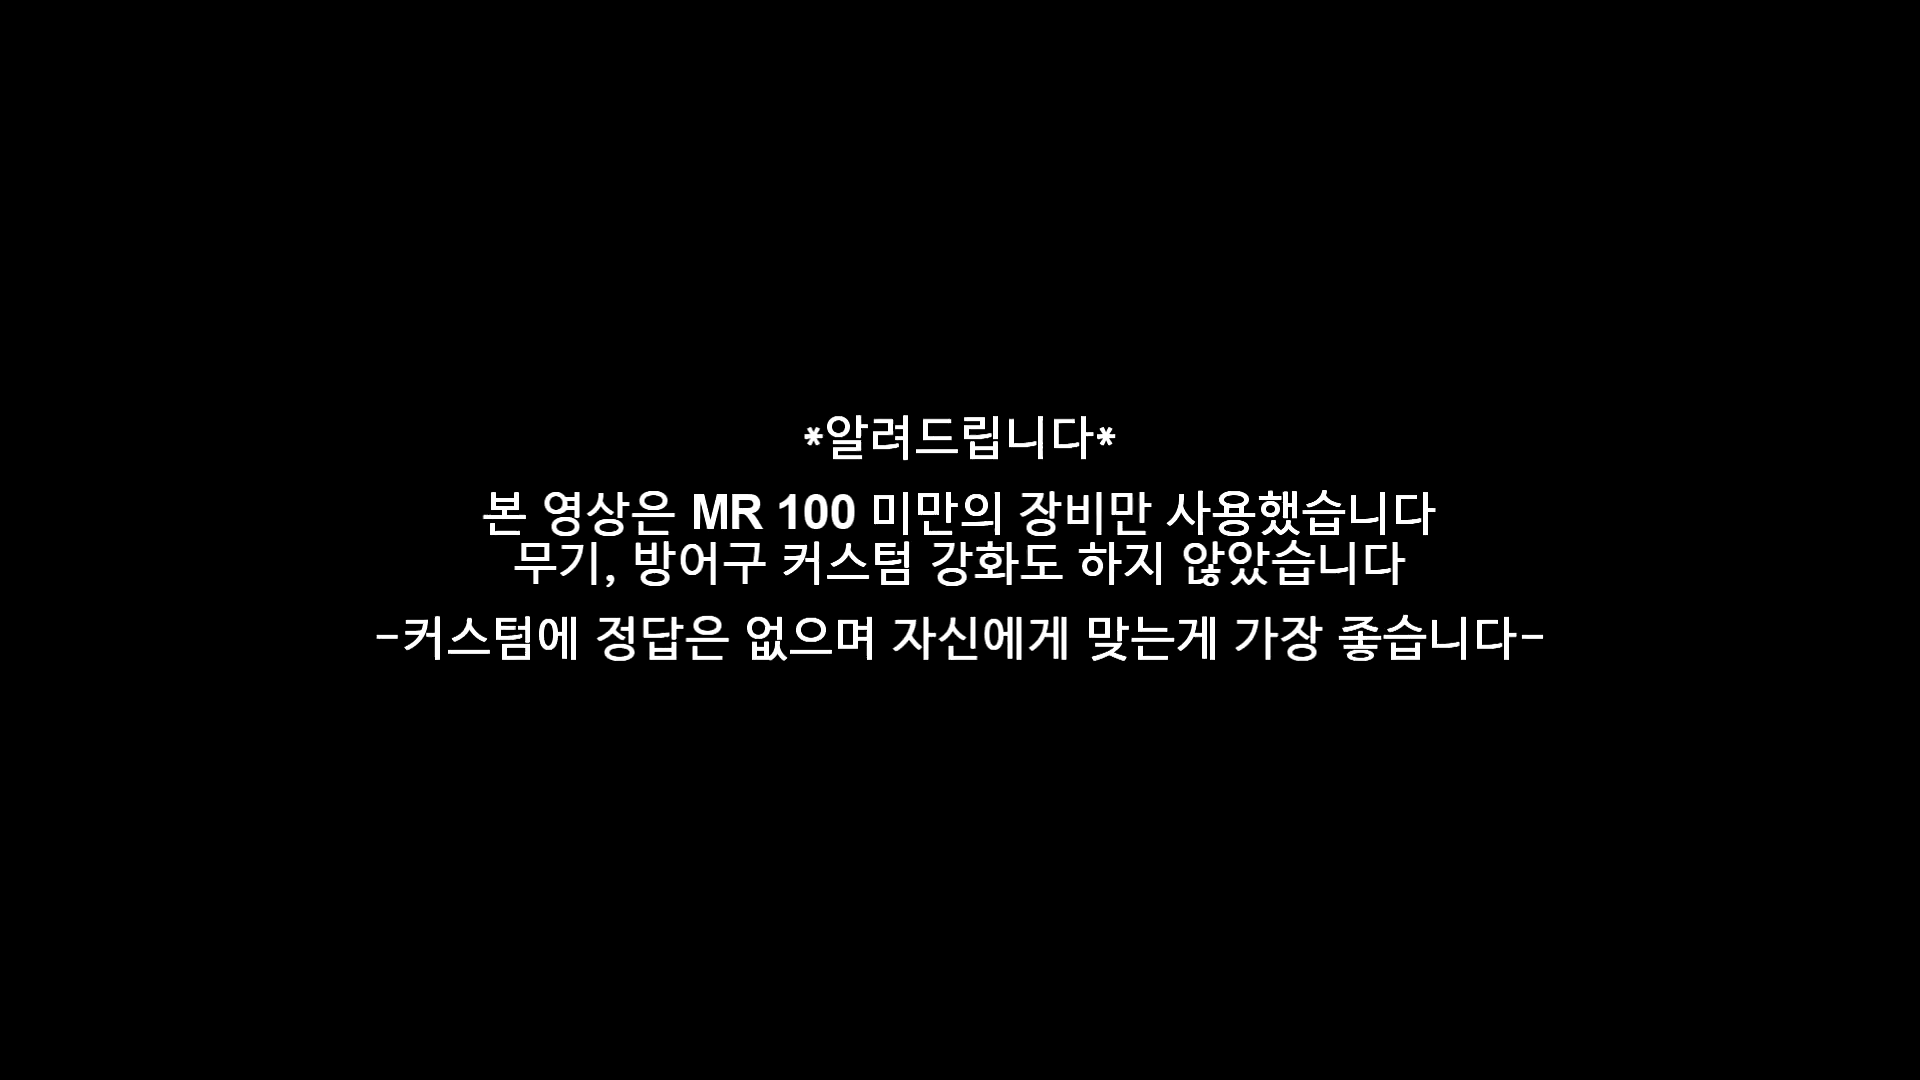 *알려드립니다*
본 영상은 MR 100 미만의 장비만 사용했습니다
무기, 방어구 커스텀 강화도 하지 않았습니다
-커스텀에 정답은 없으며 자신에게 맞는게 가장 좋습니다-